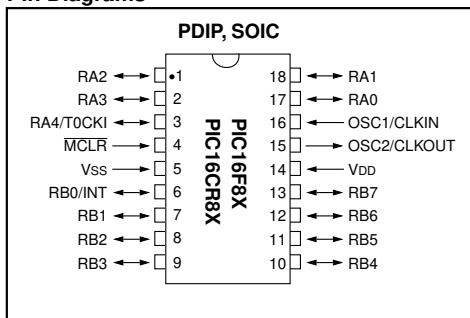 Pin Diagrams
PDIP, SOIC
RA2 •1 18 RA1
RA3 2 17 RA0
RA4/T0CKI 3 16 OSC1/CLKIN
MCLR 4 15 OSC2/CLKOUT
VSS 5 14 VDD
RB0/INT 6 13 RB7
RB1 7 12 RB6
RB2 8 11 RB5
RB3 9 10 RB4
PIC16F8X
PIC16CR8X